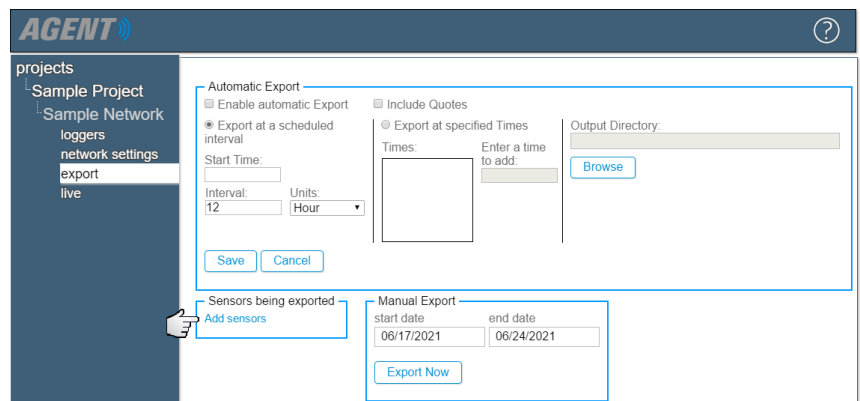 AGENT
?
projects
Sample Project
Sample Network
loggers
network settings
export
live
Automatic Export
Enable automatic Export
Include Quotes
Export at a scheduled
interval
Start Time:
Interval:
Units:
12
Hour
Export at specified Times
Times:
Enter a time
to add:
Output Directory:
Browse
Save
Cancel
Sensors being exported
Add sensors
Manual Export
start date
end date
06/17/2021
06/24/2021
Export Now